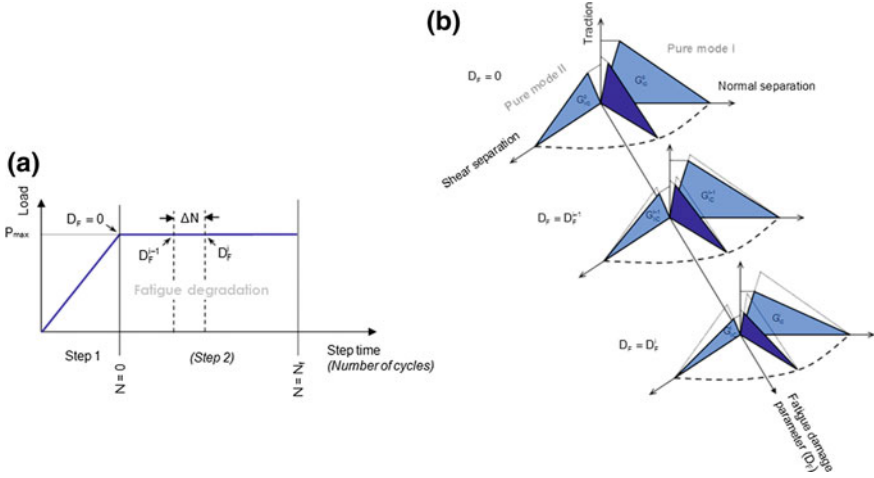 (a)
Load
P_max
D_F = 0
ΔN
D_F^{i-1}
D_F^i
Fatigue degradation
Step 1
(Step 2)
Step time
(Number of cycles)
N = 0
N = N_f
(b)
Traction
Pure mode I
Pure mode II
D_F = 0
Normal separation
Shear separation
D_F = D_F^{i-1}
D_F = D_F^i
Fatigue damage
parameter (D_F)